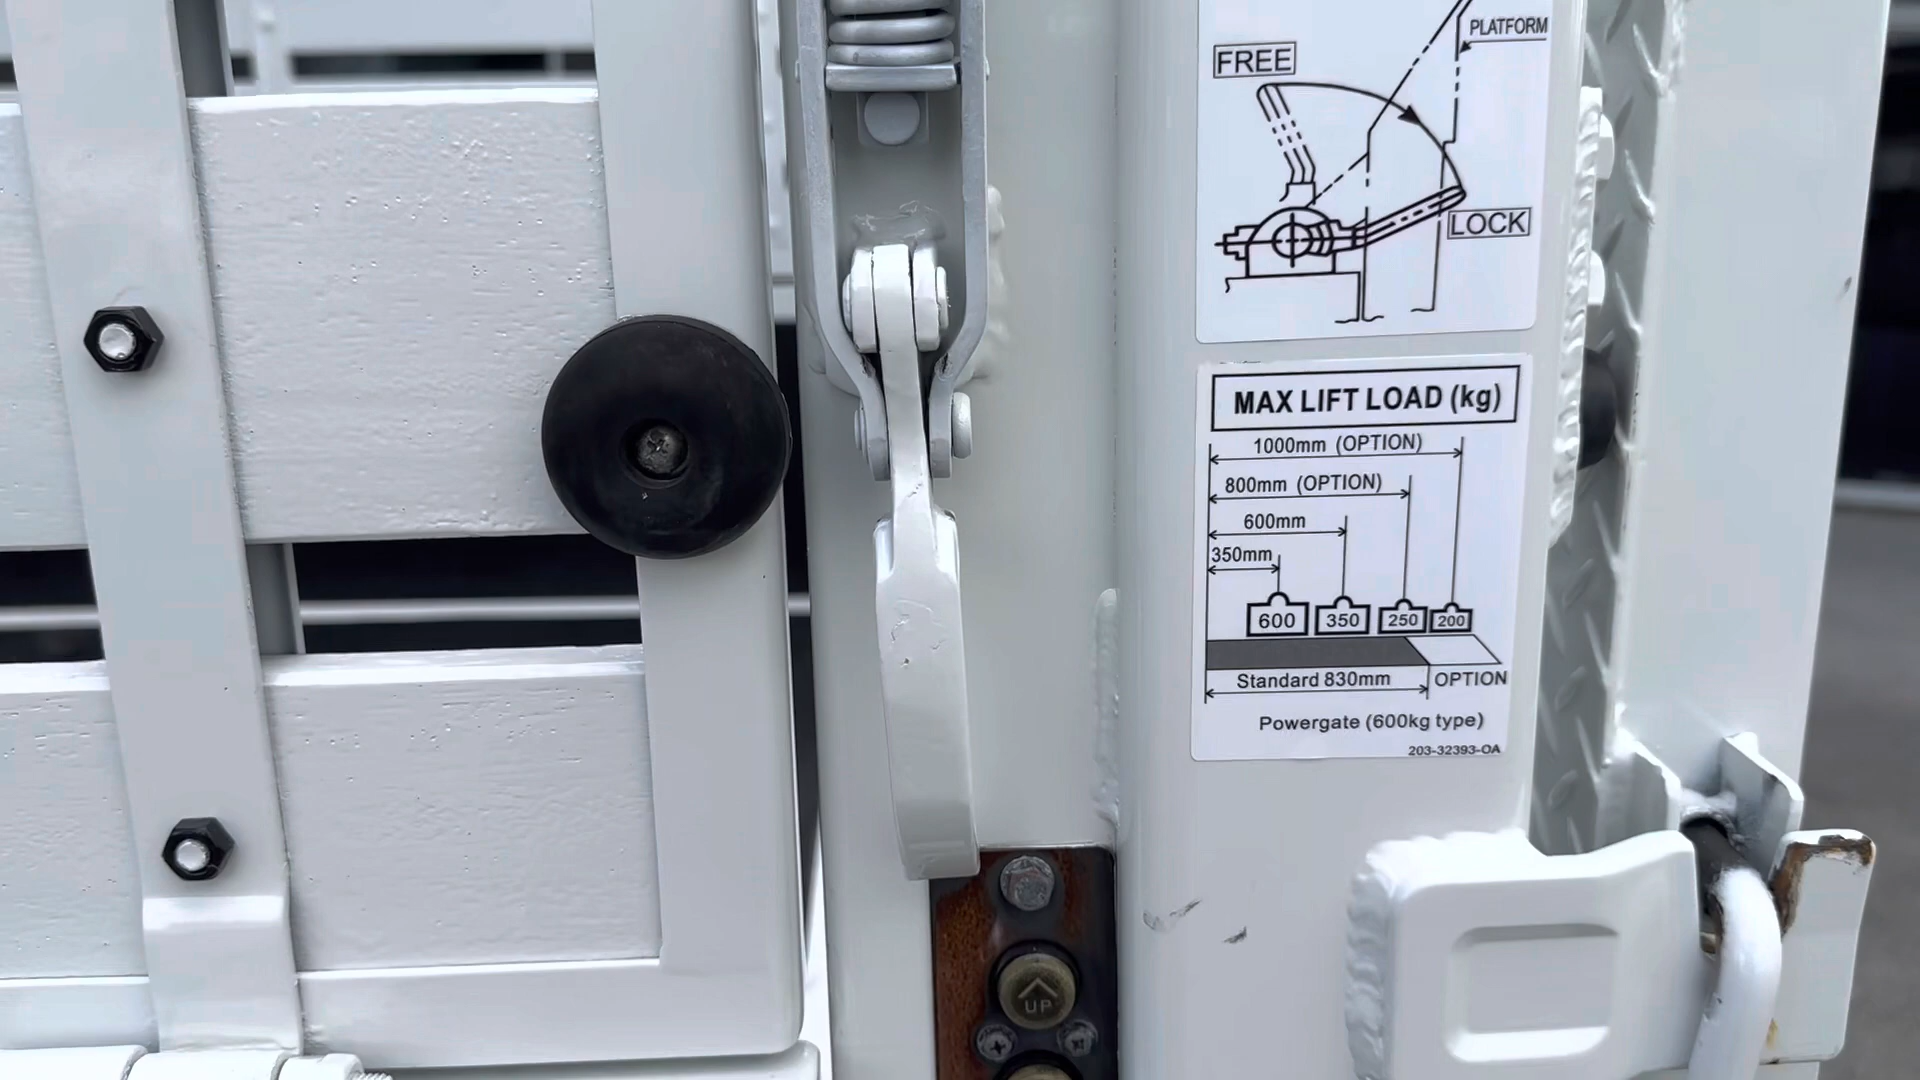 PLATFORM
FREE
LOCK
MAX LIFT LOAD (kg)
1000mm (OPTION)
800mm (OPTION)
600mm
350mm
600 350 250 200
Standard 830mm OPTION
Powergate (600kg type)
203-32393-OA
UP